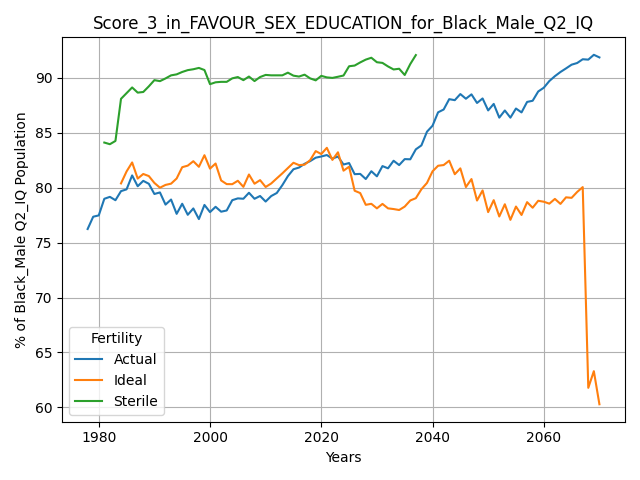 Score_3_in_FAVOUR_SEX_EDUCATION_for_Black_Male_Q2_IQ
% of Black_Male Q2_IQ Population
90
85
80
75
70
65
60
Fertility
Actual
Ideal
Sterile
1980 2000 2020 2040 2060
Years